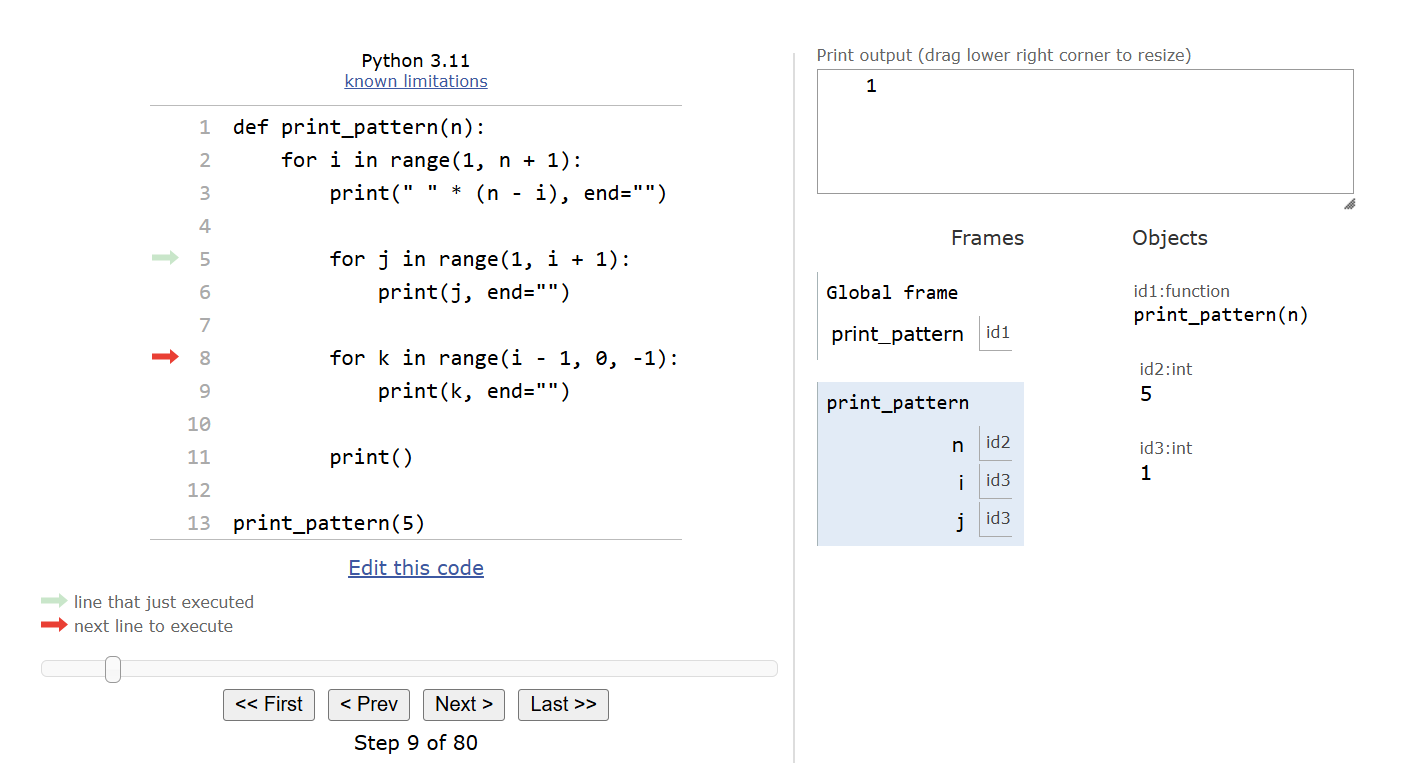 Python 3.11
known limitations
1 def print_pattern(n):
2     for i in range(1, n + 1):
3         print(" " * (n - i), end="")
4
5         for j in range(1, i + 1):
6             print(j, end="")
7
8         for k in range(i - 1, 0, -1):
9             print(k, end="")
10
11         print()
12
13 print_pattern(5)
Edit this code
line that just executed
next line to execute
<< First < Prev Next > Last >>
Step 9 of 80
Print output (drag lower right corner to resize)
    1
Frames Objects
Global frame
print_pattern id1
print_pattern
n id2
i id3
j id3
id1:function
print_pattern(n)
id2:int
5
id3:int
1